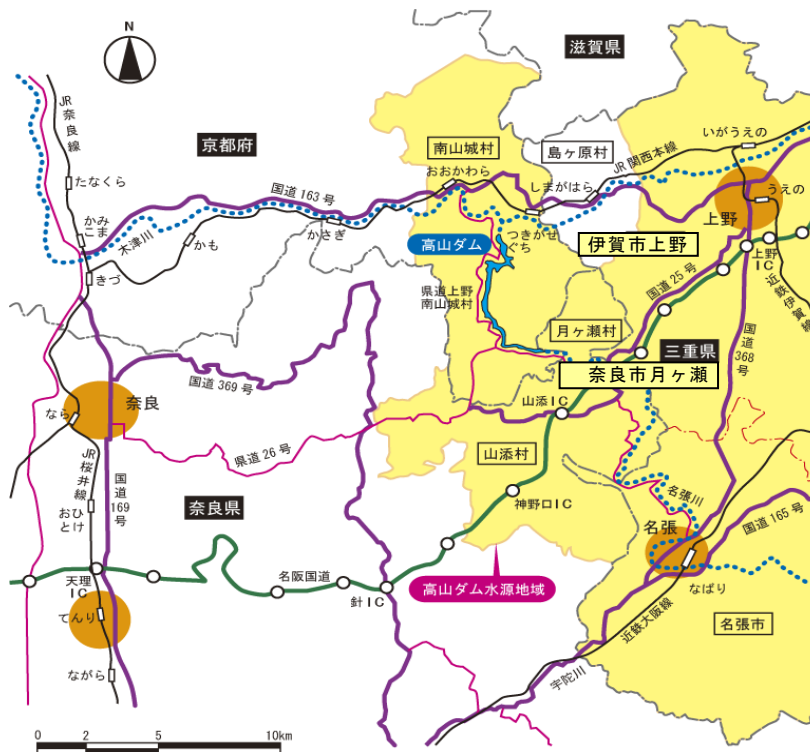 N
滋賀県
JR奈良線
京都府
南山城村
おおかわら
島ヶ原村
JR関西本線
いがうえの
たなくら
国道163号
しまがはら
うえの
上野
かみこま
木津川
かも
かさぎ
高山ダム
つきがせぐち
伊賀市上野
上野IC
きづ
県道上野南山城村
国道25号
近鉄伊賀線
月ヶ瀬村
三重県
国道368号
国道369号
奈良市月ヶ瀬
奈良
なら
山添IC
県道26号
山添村
JR桜井線
国道169号
奈良県
神野口IC
名張川
おびとけ
名張
国道165号
天理IC
名阪国道
針IC
高山ダム水源地域
なばり
てんり
近鉄大阪線
名張市
ながら
宇陀川
0
2
5
10km